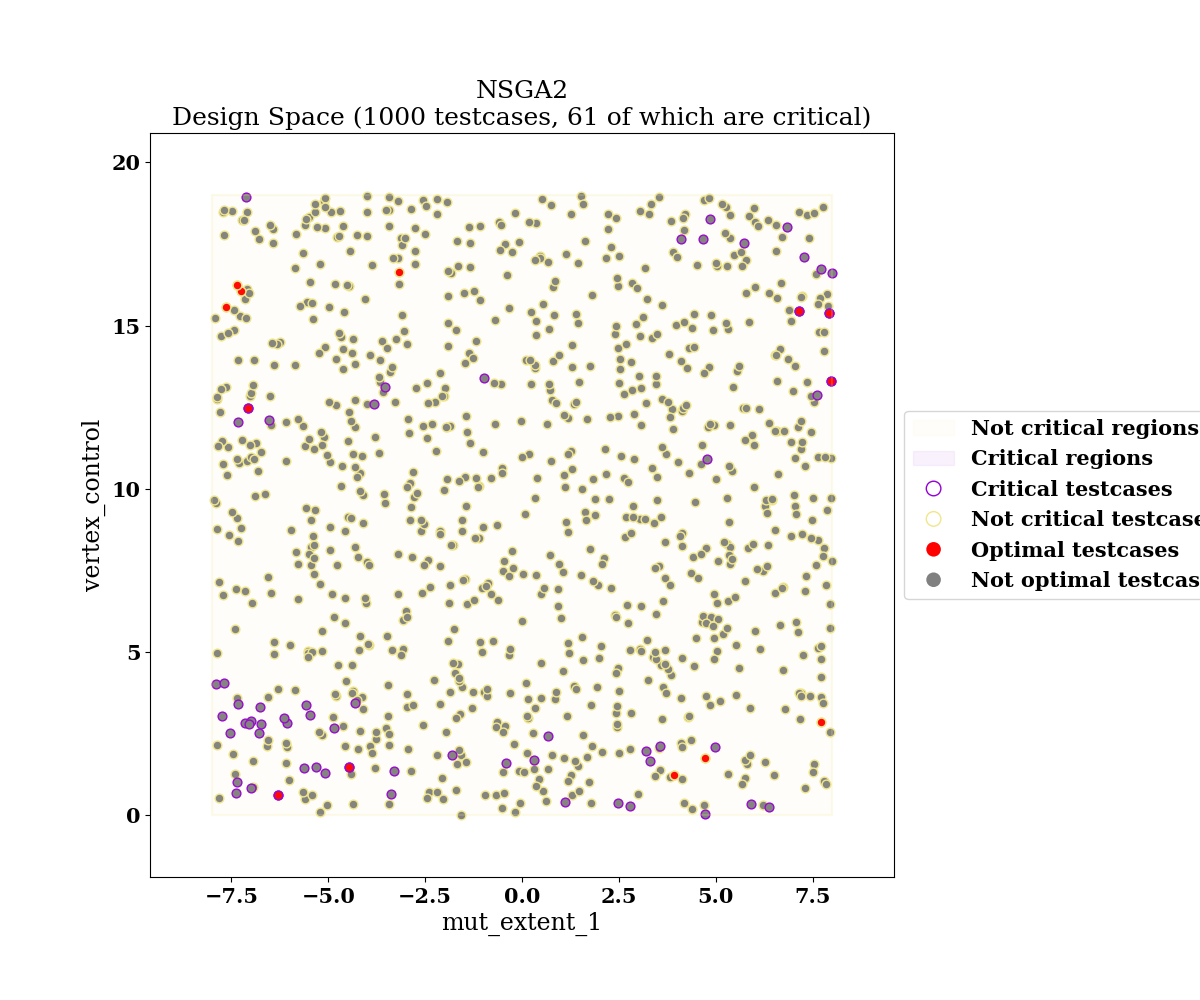 NSGA2
Design Space (1000 testcases, 61 of which are critical)
20
15
10
5
0
vertex_control
−7.5 −5.0 −2.5 0.0 2.5 5.0 7.5
mut_extent_1
Not critical regions
Critical regions
Critical testcases
Not critical testcase
Optimal testcases
Not optimal testcas